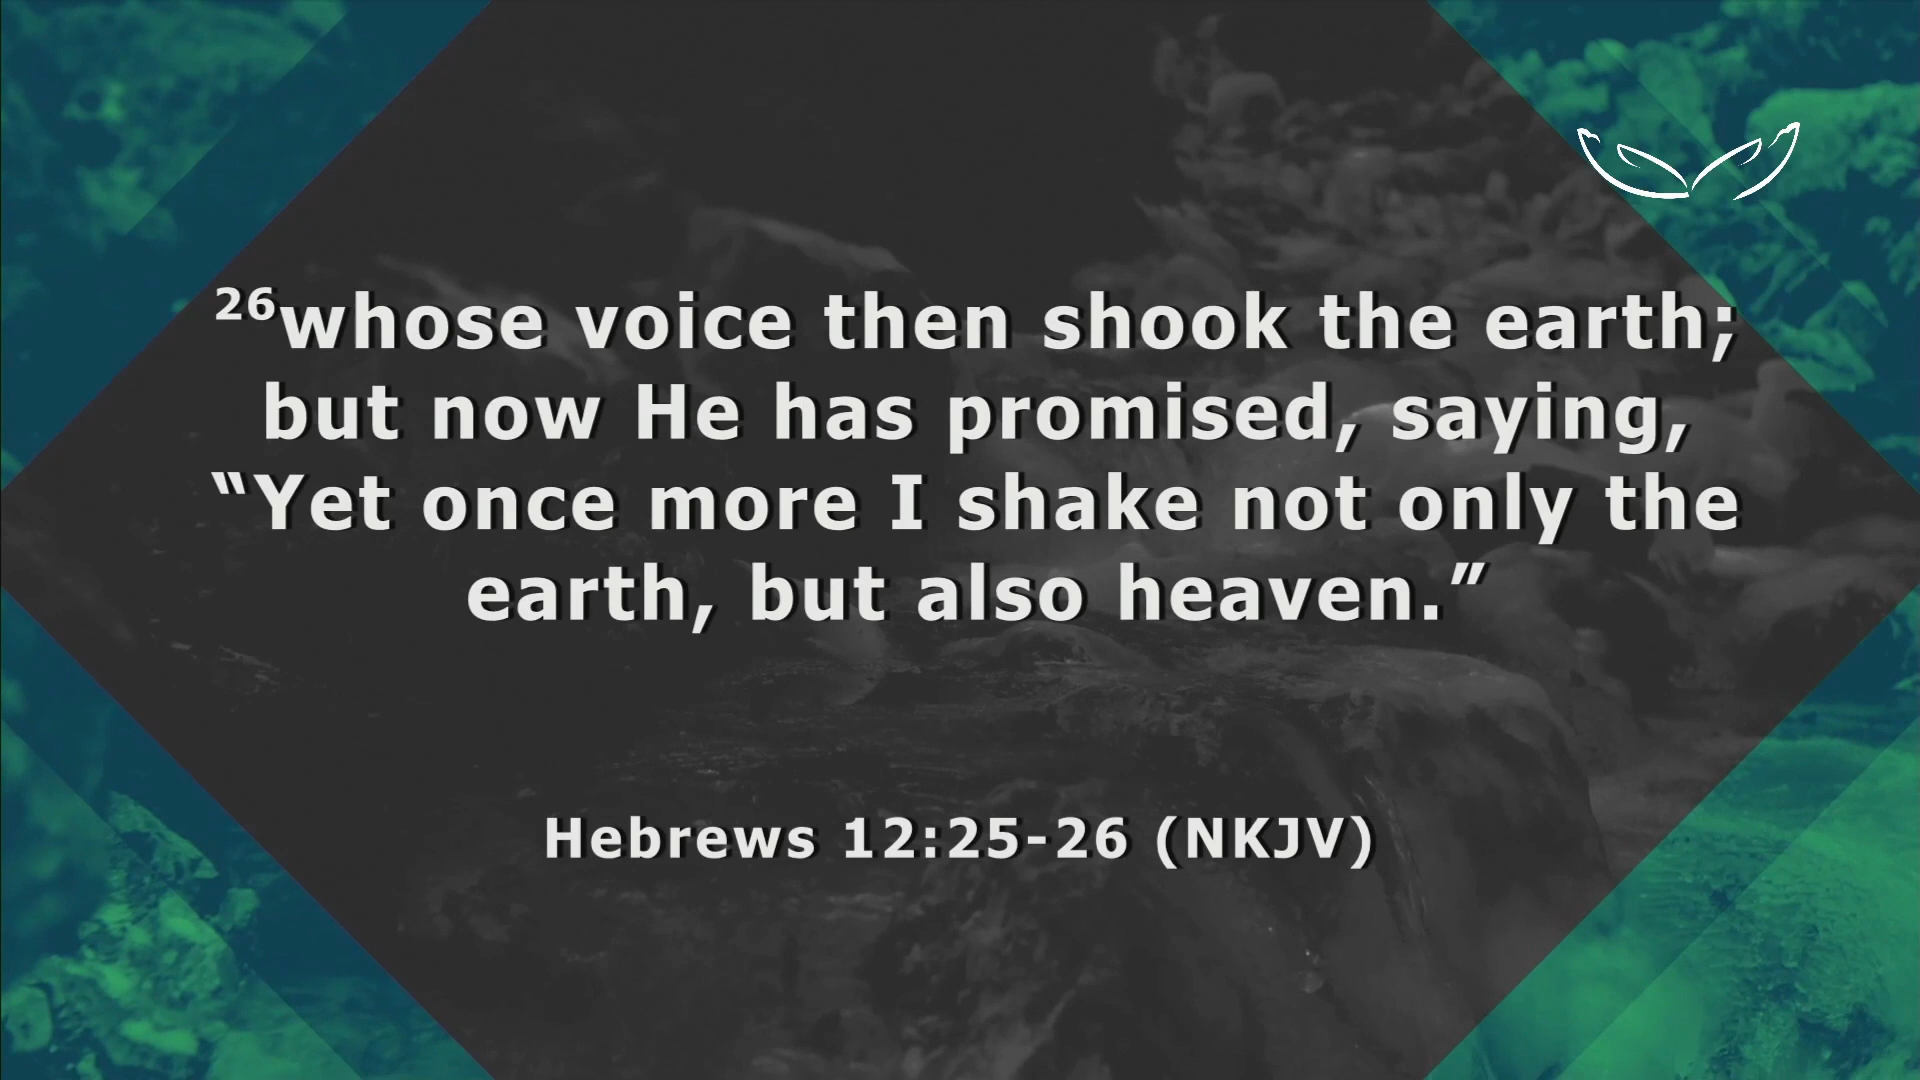 26whose voice then shook the earth;
but now He has promised, saying,
“Yet once more I shake not only the
earth, but also heaven.”
Hebrews 12:25-26 (NKJV)